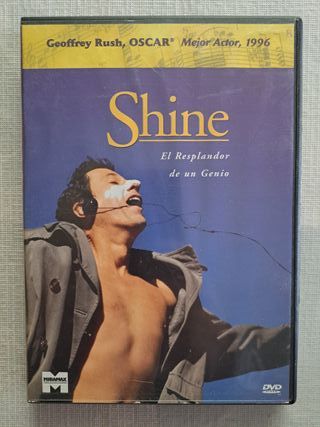 Geoffrey Rush, OSCAR® Mejor Actor, 1996
Shine
El Resplandor
de un Genio
MIRAMAX
DVD